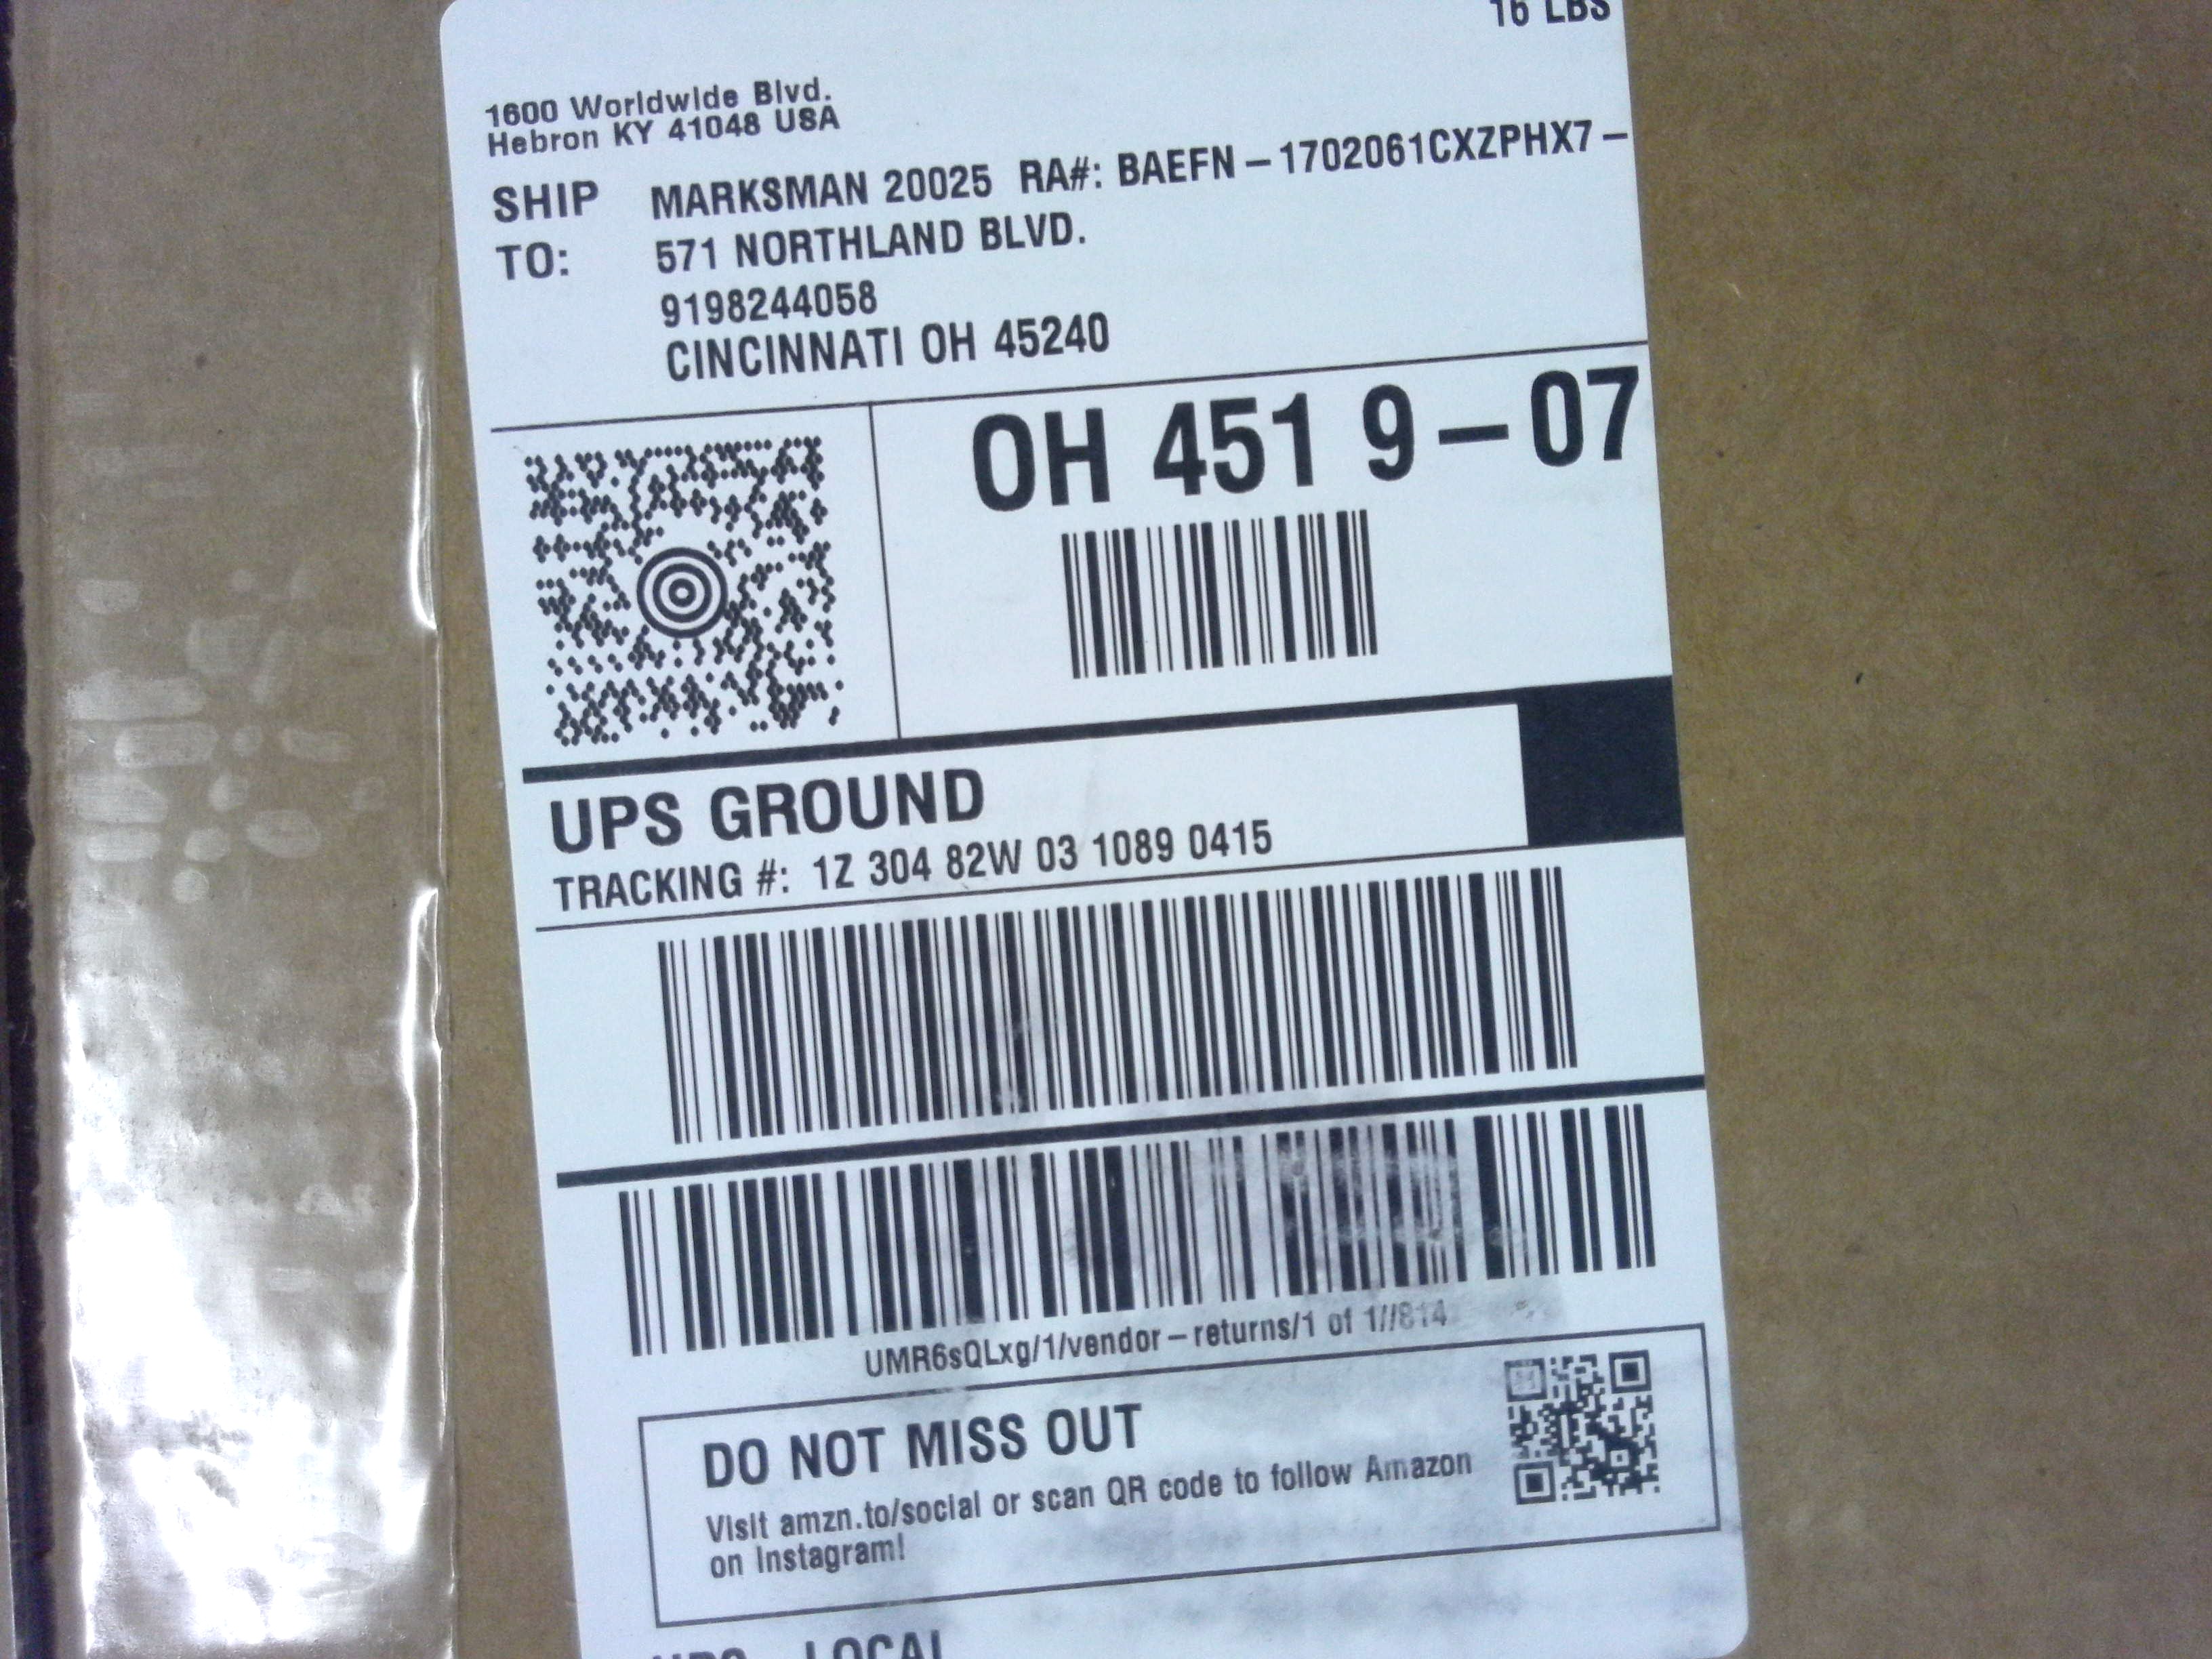 16 LBS
1600 Worldwide Blvd.
Hebron KY 41048 USA
SHIP TO:
MARKSMAN 20025 RA#: BAEFN-1702061CXZPHX7-
571 NORTHLAND BLVD.
9198244058
CINCINNATI OH 45240
OH 451 9-07
UPS GROUND
TRACKING #: 1Z 304 82W 03 1089 0415
UMR6sQLxg/1/vendor-returns/1 of 1//814
DO NOT MISS OUT
Visit amzn.to/social or scan QR code to follow Amazon
on Instagram!
UPS LOCAL